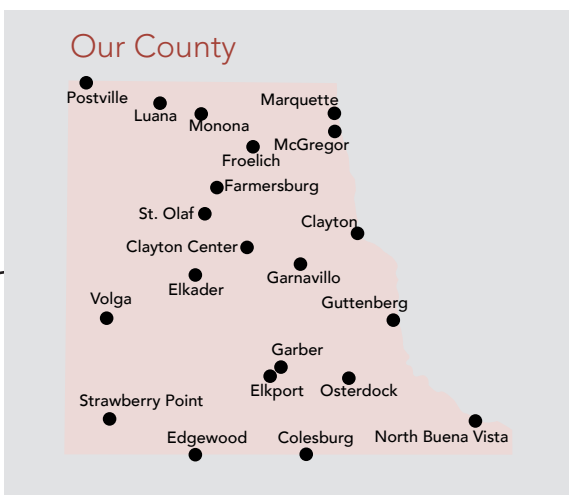 Our County
Postville
Luana
Monona
Marquette
McGregor
Froelich
Farmersburg
St. Olaf
Clayton
Clayton Center
Garnavillo
Elkader
Volga
Guttenberg
Garber
Elkport
Osterdock
Strawberry Point
Edgewood
Colesburg
North Buena Vista